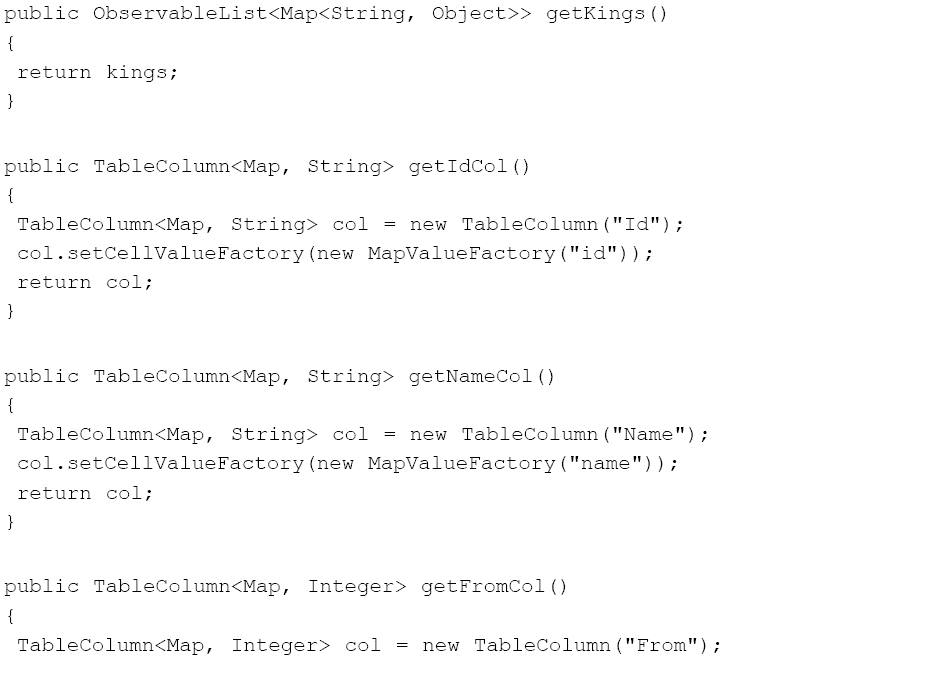 public ObservableList<Map<String, Object>> getKings()
{
 return kings;
}

public TableColumn<Map, String> getIdCol()
{
 TableColumn<Map, String> col = new TableColumn("Id");
 col.setCellValueFactory(new MapValueFactory("id"));
 return col;
}

public TableColumn<Map, String> getNameCol()
{
 TableColumn<Map, String> col = new TableColumn("Name");
 col.setCellValueFactory(new MapValueFactory("name"));
 return col;
}

public TableColumn<Map, Integer> getFromCol()
{
 TableColumn<Map, Integer> col = new TableColumn("From");